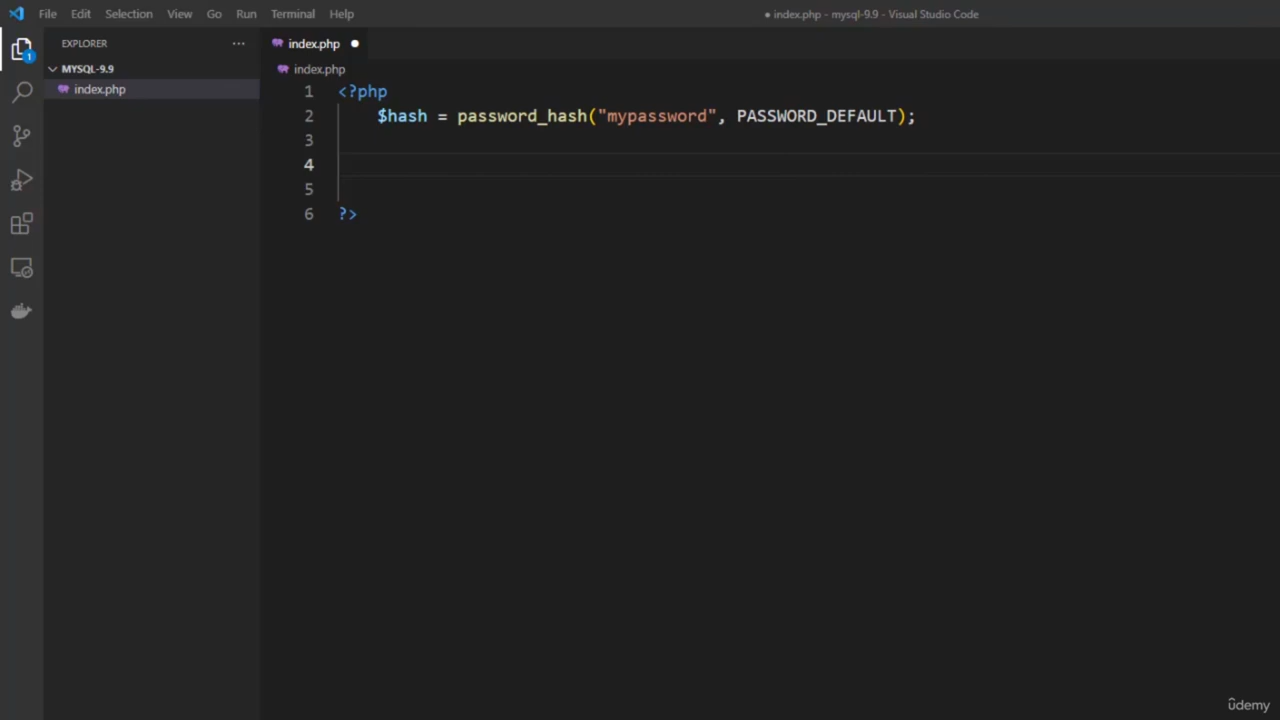 File Edit Selection View Go Run Terminal Help
● index.php - mysql-9.9 - Visual Studio Code
EXPLORER ···
index.php ●
MYSQL-9.9
index.php
index.php
1 <?php
2 $hash = password_hash("mypassword", PASSWORD_DEFAULT);
3
4
5
6 ?>
1
ûdemy